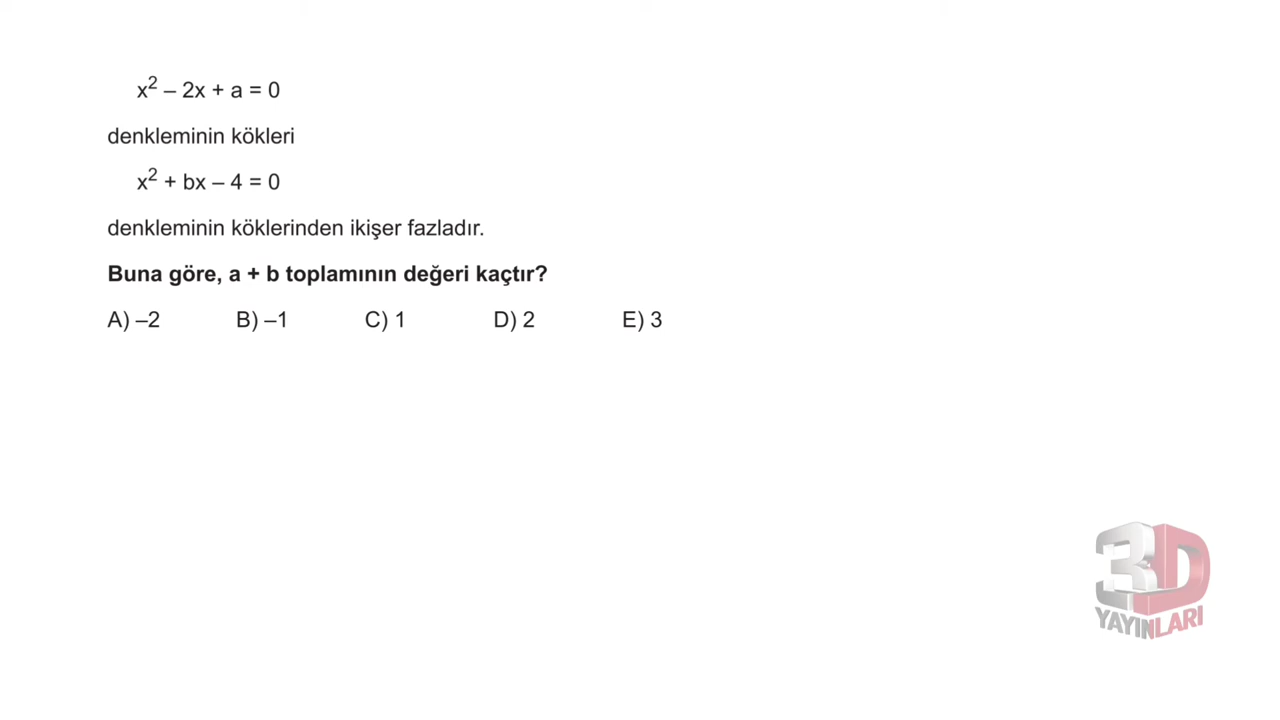 x² – 2x + a = 0
denkleminin kökleri
x² + bx – 4 = 0
denkleminin köklerinden ikişer fazladır.
Buna göre, a + b toplamının değeri kaçtır?
A) –2 B) –1 C) 1 D) 2 E) 3
3D
YAYINLARI